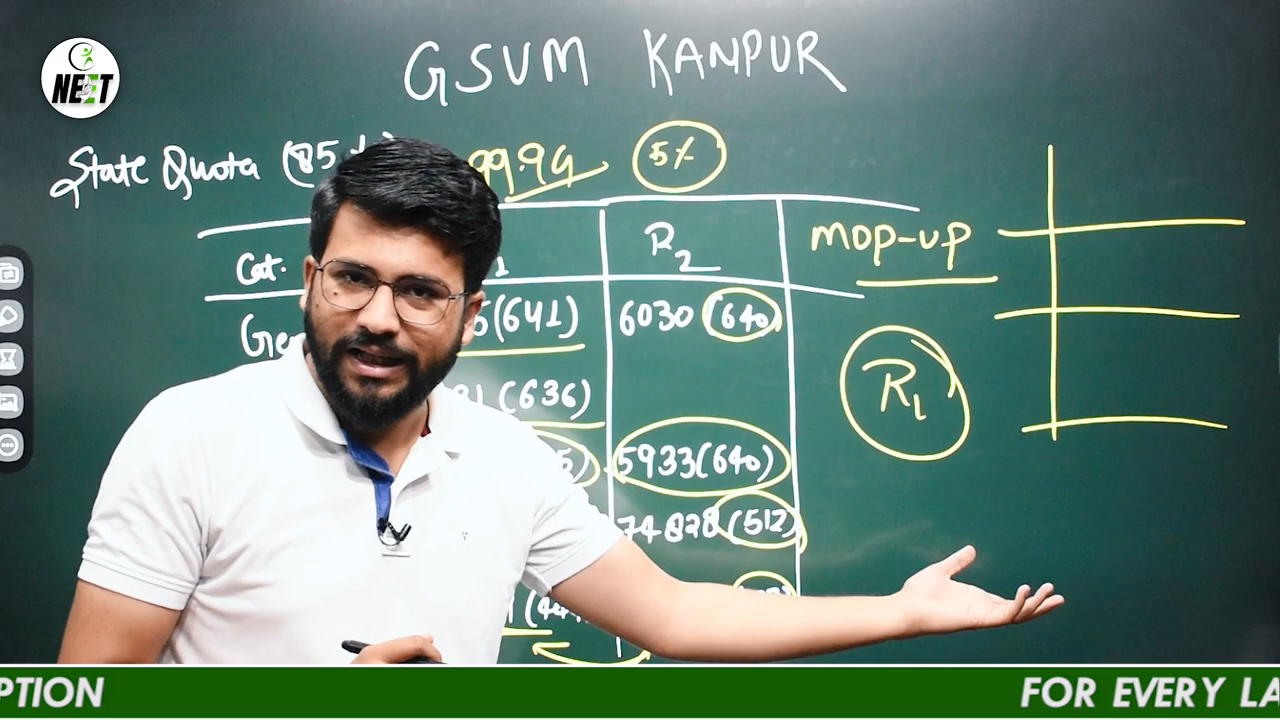 NEET
GSVM KANPUR
State Quota (85
99.99 5%
Cat. R2 MOP-UP
(641) 6030 (640) R1
(636)
5933(640)
74828 (512)
PTION FOR EVERY LA